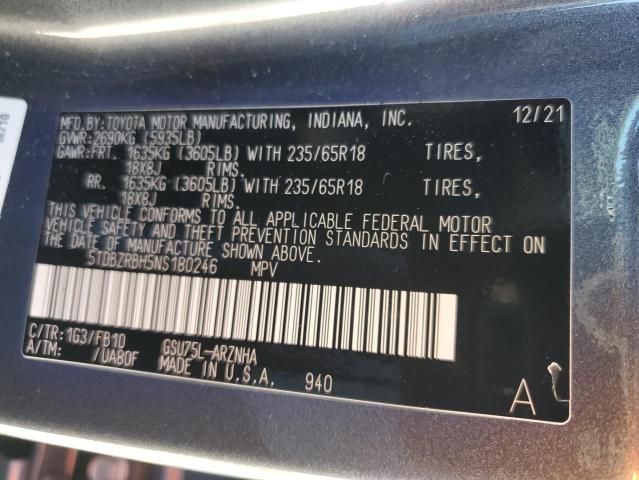 MFD.BY:TOYOTA MOTOR MANUFACTURING, INDIANA, INC. 12/21
GVWR:2690KG (5935LB)
GAWR:FRT. 1635KG (3605LB) WITH 235/65R18 TIRES,
18X8J RIMS.
RR. 1635KG (3605LB) WITH 235/65R18 TIRES,
18X8J RIMS.
THIS VEHICLE CONFORMS TO ALL APPLICABLE FEDERAL MOTOR
VEHICLE SAFETY AND THEFT PREVENTION STANDARDS IN EFFECT ON
THE DATE OF MANUFACTURE SHOWN ABOVE.
5TDBZRBH5NS180246 MPV
C/TR:1G3/FB10 GSU75L-ARZNHA
A/TM: /UA80F MADE IN U.S.A. 940
A